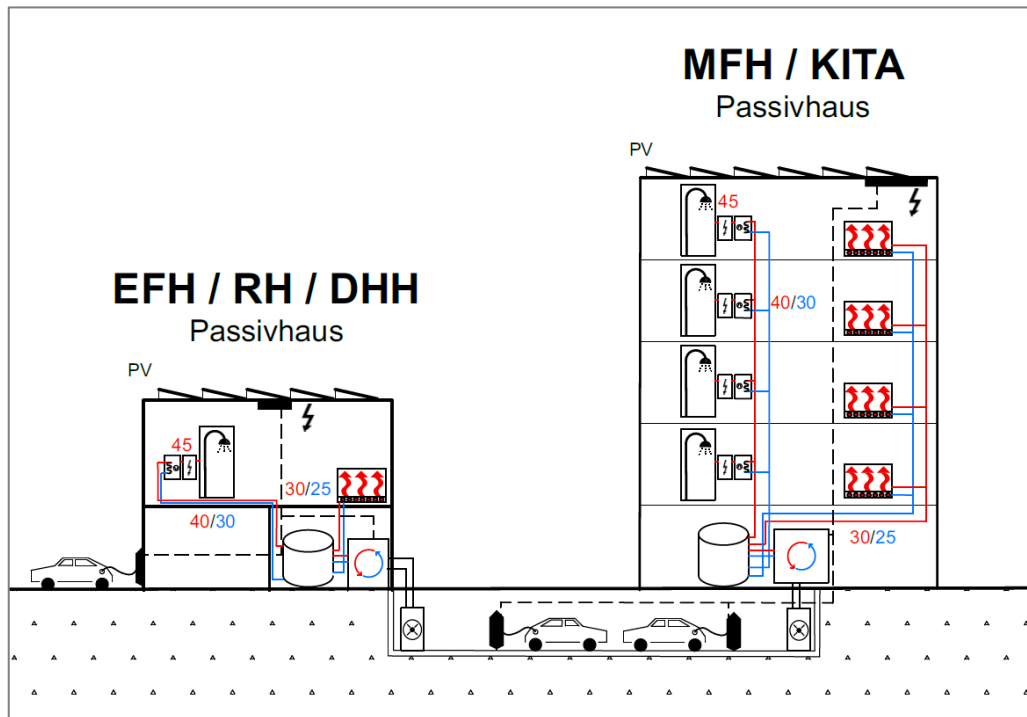 MFH / KITA
Passivhaus
PV
45
40/30
30/25
EFH / RH / DHH
Passivhaus
PV
45
30/25
40/30